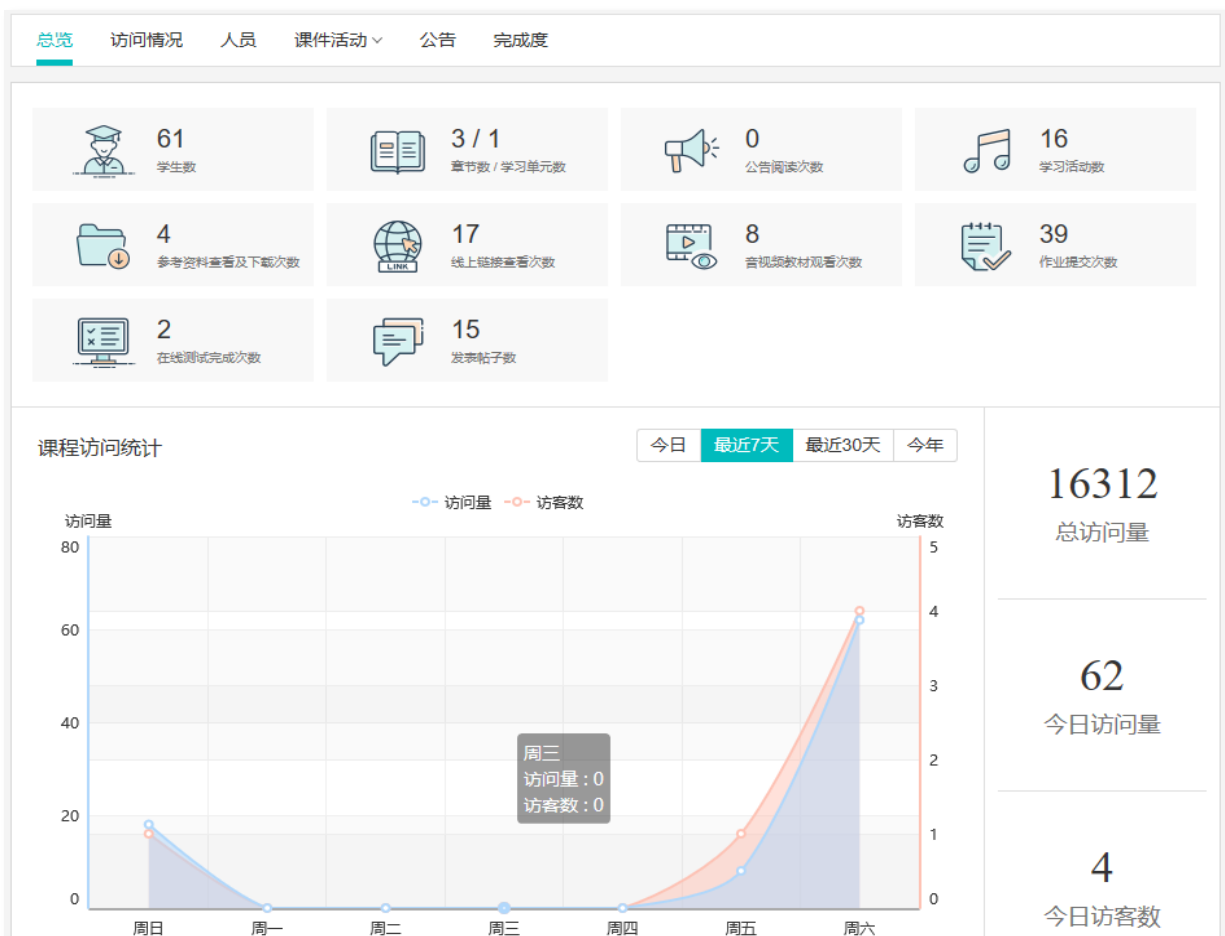 总览 访问情况 人员 课件活动 公告 完成度
61
学生数
3 / 1
章节数 / 学习单元数
0
公告阅读次数
16
学习活动数
4
参考资料查看及下载次数
LINK
17
线上链接查看次数
8
音视频教材观看次数
39
作业提交次数
2
在线测试完成次数
15
发表帖子数
课程访问统计
今日 最近7天 最近30天 今年
访问量 访客数
访问量
访客数
80
60
40
20
0
5
4
3
2
1
0
周三
访问量 : 0
访客数 : 0
周日 周一 周二 周三 周四 周五 周六
16312
总访问量
62
今日访问量
4
今日访客数